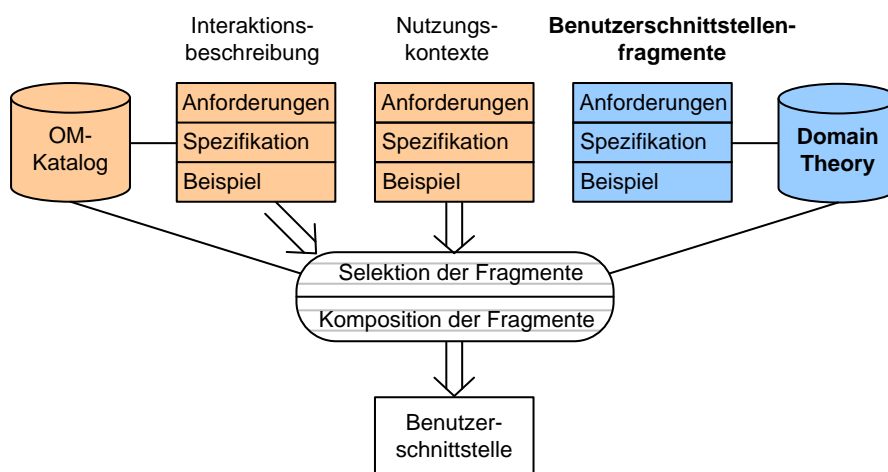 Interaktions-
beschreibung
Nutzungs-
kontexte
Benutzerschnittstellen-
fragmente
OM-
Katalog
Anforderungen
Spezifikation
Beispiel
Anforderungen
Spezifikation
Beispiel
Anforderungen
Spezifikation
Beispiel
Domain
Theory
Selektion der Fragmente
Komposition der Fragmente
Benutzer-
schnittstelle